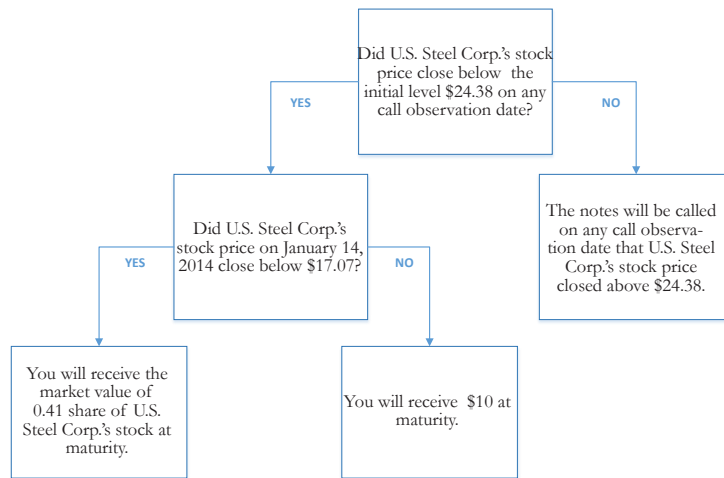 Did U.S. Steel Corp.'s stock
price close below the
initial level $24.38 on any
call observation date?
YES
NO
Did U.S. Steel Corp.'s
stock price on January 14,
2014 close below $17.07?
The notes will be called
on any call observa-
tion date that U.S. Steel
Corp.'s stock price
closed above $24.38.
YES
NO
You will receive the
market value of
0.41 share of U.S.
Steel Corp.'s stock at
maturity.
You will receive $10 at
maturity.